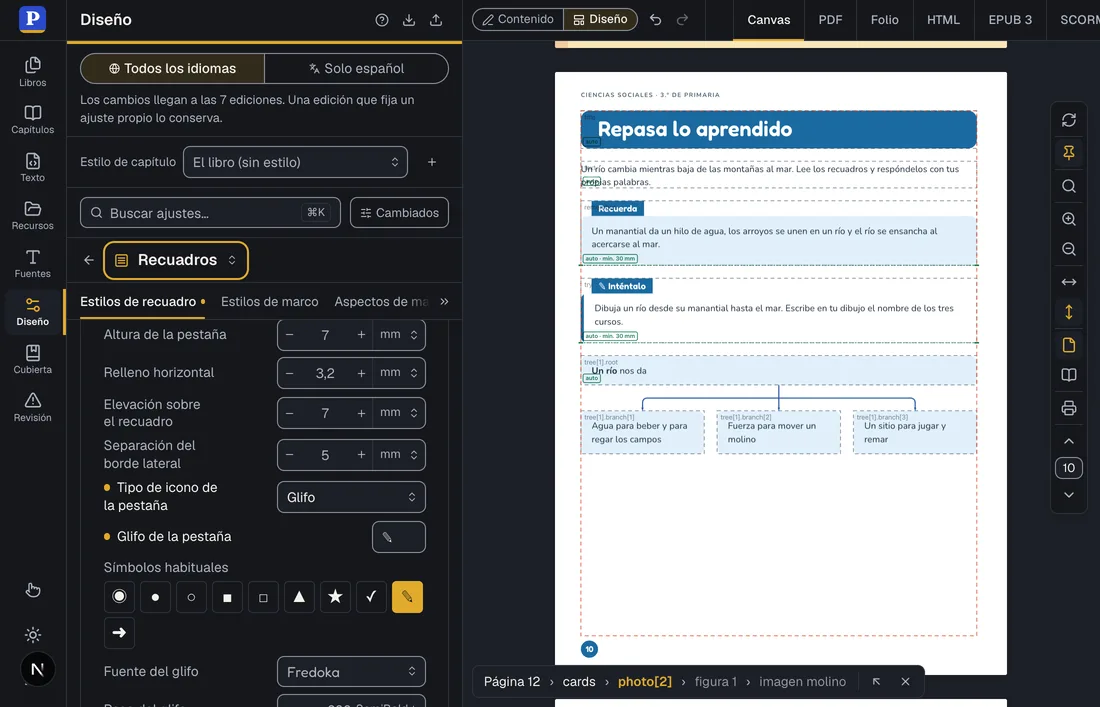 P
Diseño
Contenido
Diseño
Canvas
PDF
Folio
HTML
EPUB 3
SCORM
Libros
Capítulos
Texto
Recursos
Fuentes
Diseño
Cubierta
Revisión
N
Todos los idiomas
Solo español
Los cambios llegan a las 7 ediciones. Una edición que fija un
ajuste propio lo conserva.
Estilo de capítulo
El libro (sin estilo)
+
Buscar ajustes…
⌘K
Cambiados
Recuadros
Estilos de recuadro
Estilos de marco
Aspectos de ma
»
Altura de la pestaña
− 7 + mm
Relleno horizontal
− 3,2 + mm
Elevación sobre
el recuadro
− 7 + mm
Separación del
borde lateral
− 5 + mm
Tipo de icono de
la pestaña
Glifo
Glifo de la pestaña
✎
Símbolos habituales
◉ ● ○ ■ □ ▲ ★ ✓ ✎
➜
Fuente del glifo
Fredoka
CIENCIAS SOCIALES · 3.º DE PRIMARIA
Repasa lo aprendido
auto
Un río cambia mientras baja de las montañas al mar. Lee los recuadros y respóndelos con tus
propias palabras.
Recuerda
Un manantial da un hilo de agua, los arroyos se unen en un río y el río se ensancha al
acercarse al mar.
auto · mín. 30 mm
✎ Inténtalo
Dibuja un río desde su manantial hasta el mar. Escribe en tu dibujo el nombre de los tres
cursos.
auto · mín. 30 mm
tree[1].root
Un río nos da
auto
tree[1].branch[1]
Agua para beber y para
regar los campos
tree[1].branch[2]
Fuerza para mover un
molino
tree[1].branch[3]
Un sitio para jugar y
remar
10
10
Página 12 › cards › photo[2] › figura 1 › imagen molino